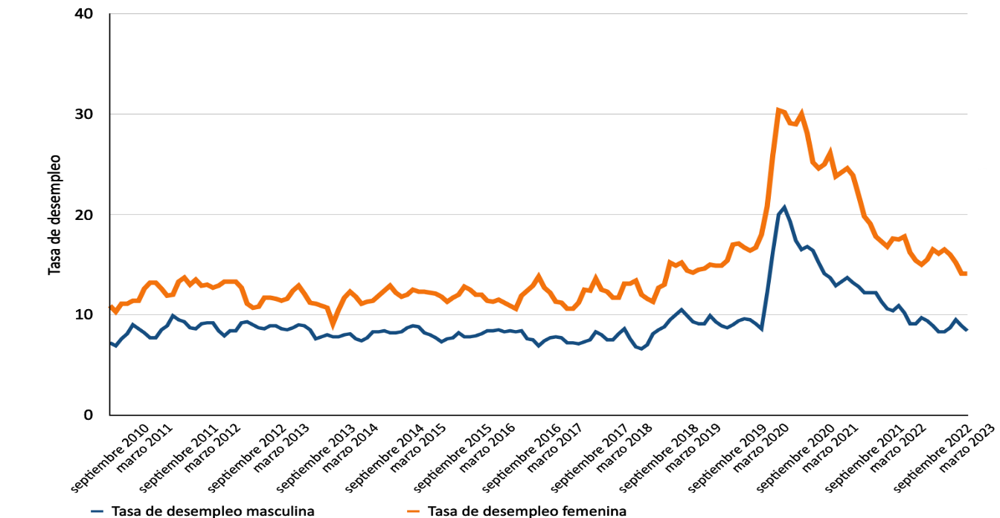 40
30
20
10
0
Tasa de desempleo
septiembre 2010
marzo 2011
septiembre 2011
marzo 2012
septiembre 2012
marzo 2013
septiembre 2013
marzo 2014
septiembre 2014
marzo 2015
septiembre 2015
marzo 2016
septiembre 2016
marzo 2017
septiembre 2017
marzo 2018
septiembre 2018
marzo 2019
septiembre 2019
marzo 2020
septiembre 2020
marzo 2021
septiembre 2021
marzo 2022
septiembre 2022
marzo 2023
Tasa de desempleo masculina
Tasa de desempleo femenina